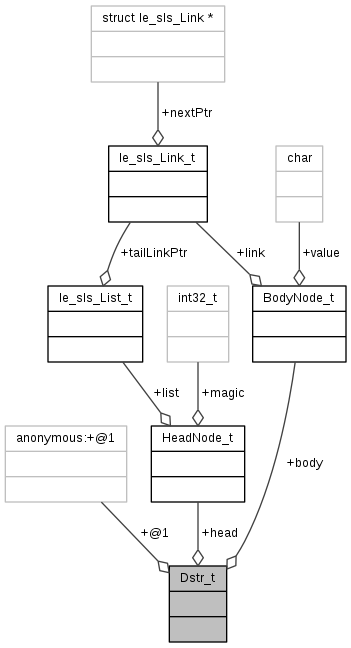 struct le_sls_Link *
+nextPtr
le_sls_Link_t
char
+tailLinkPtr
+link
+value
le_sls_List_t
int32_t
BodyNode_t
+list
+magic
anonymous:+@1
HeadNode_t
+body
+@1
+head
Dstr_t